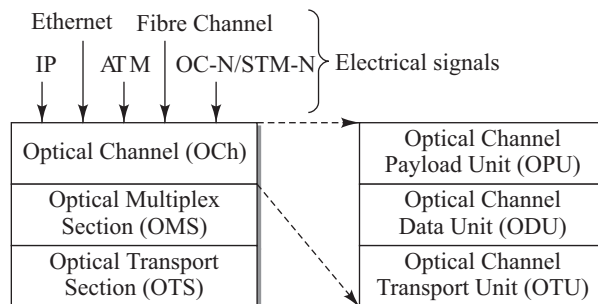 Ethernet Fibre Channel
IP ATM OC-N/STM-N Electrical signals
Optical Channel (OCh)
Optical Multiplex
Section (OMS)
Optical Transport
Section (OTS)
Optical Channel
Payload Unit (OPU)
Optical Channel
Data Unit (ODU)
Optical Channel
Transport Unit (OTU)